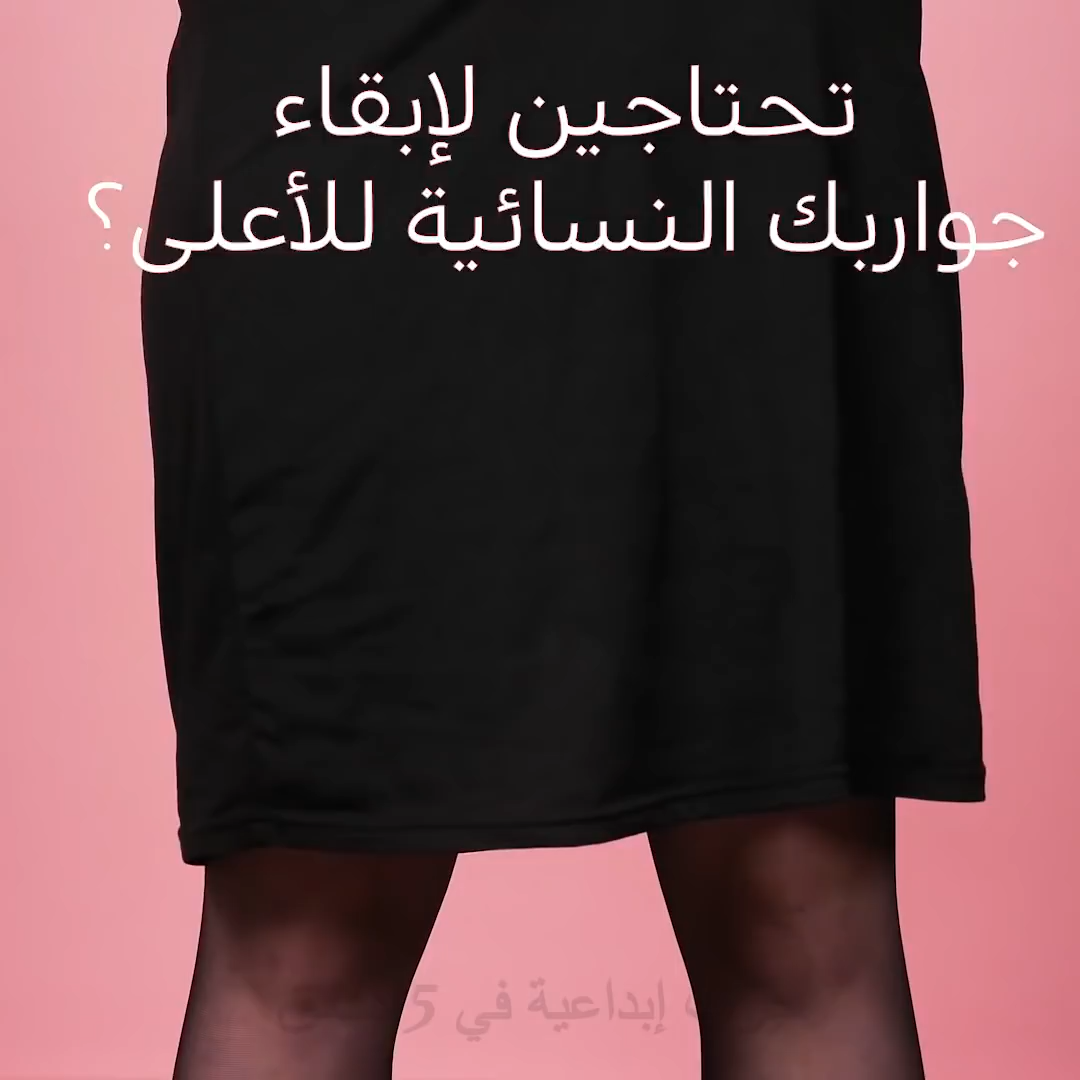 تحتاجين لإبقاء
جواربك النسائية للأعلى؟
إبداعية في 5